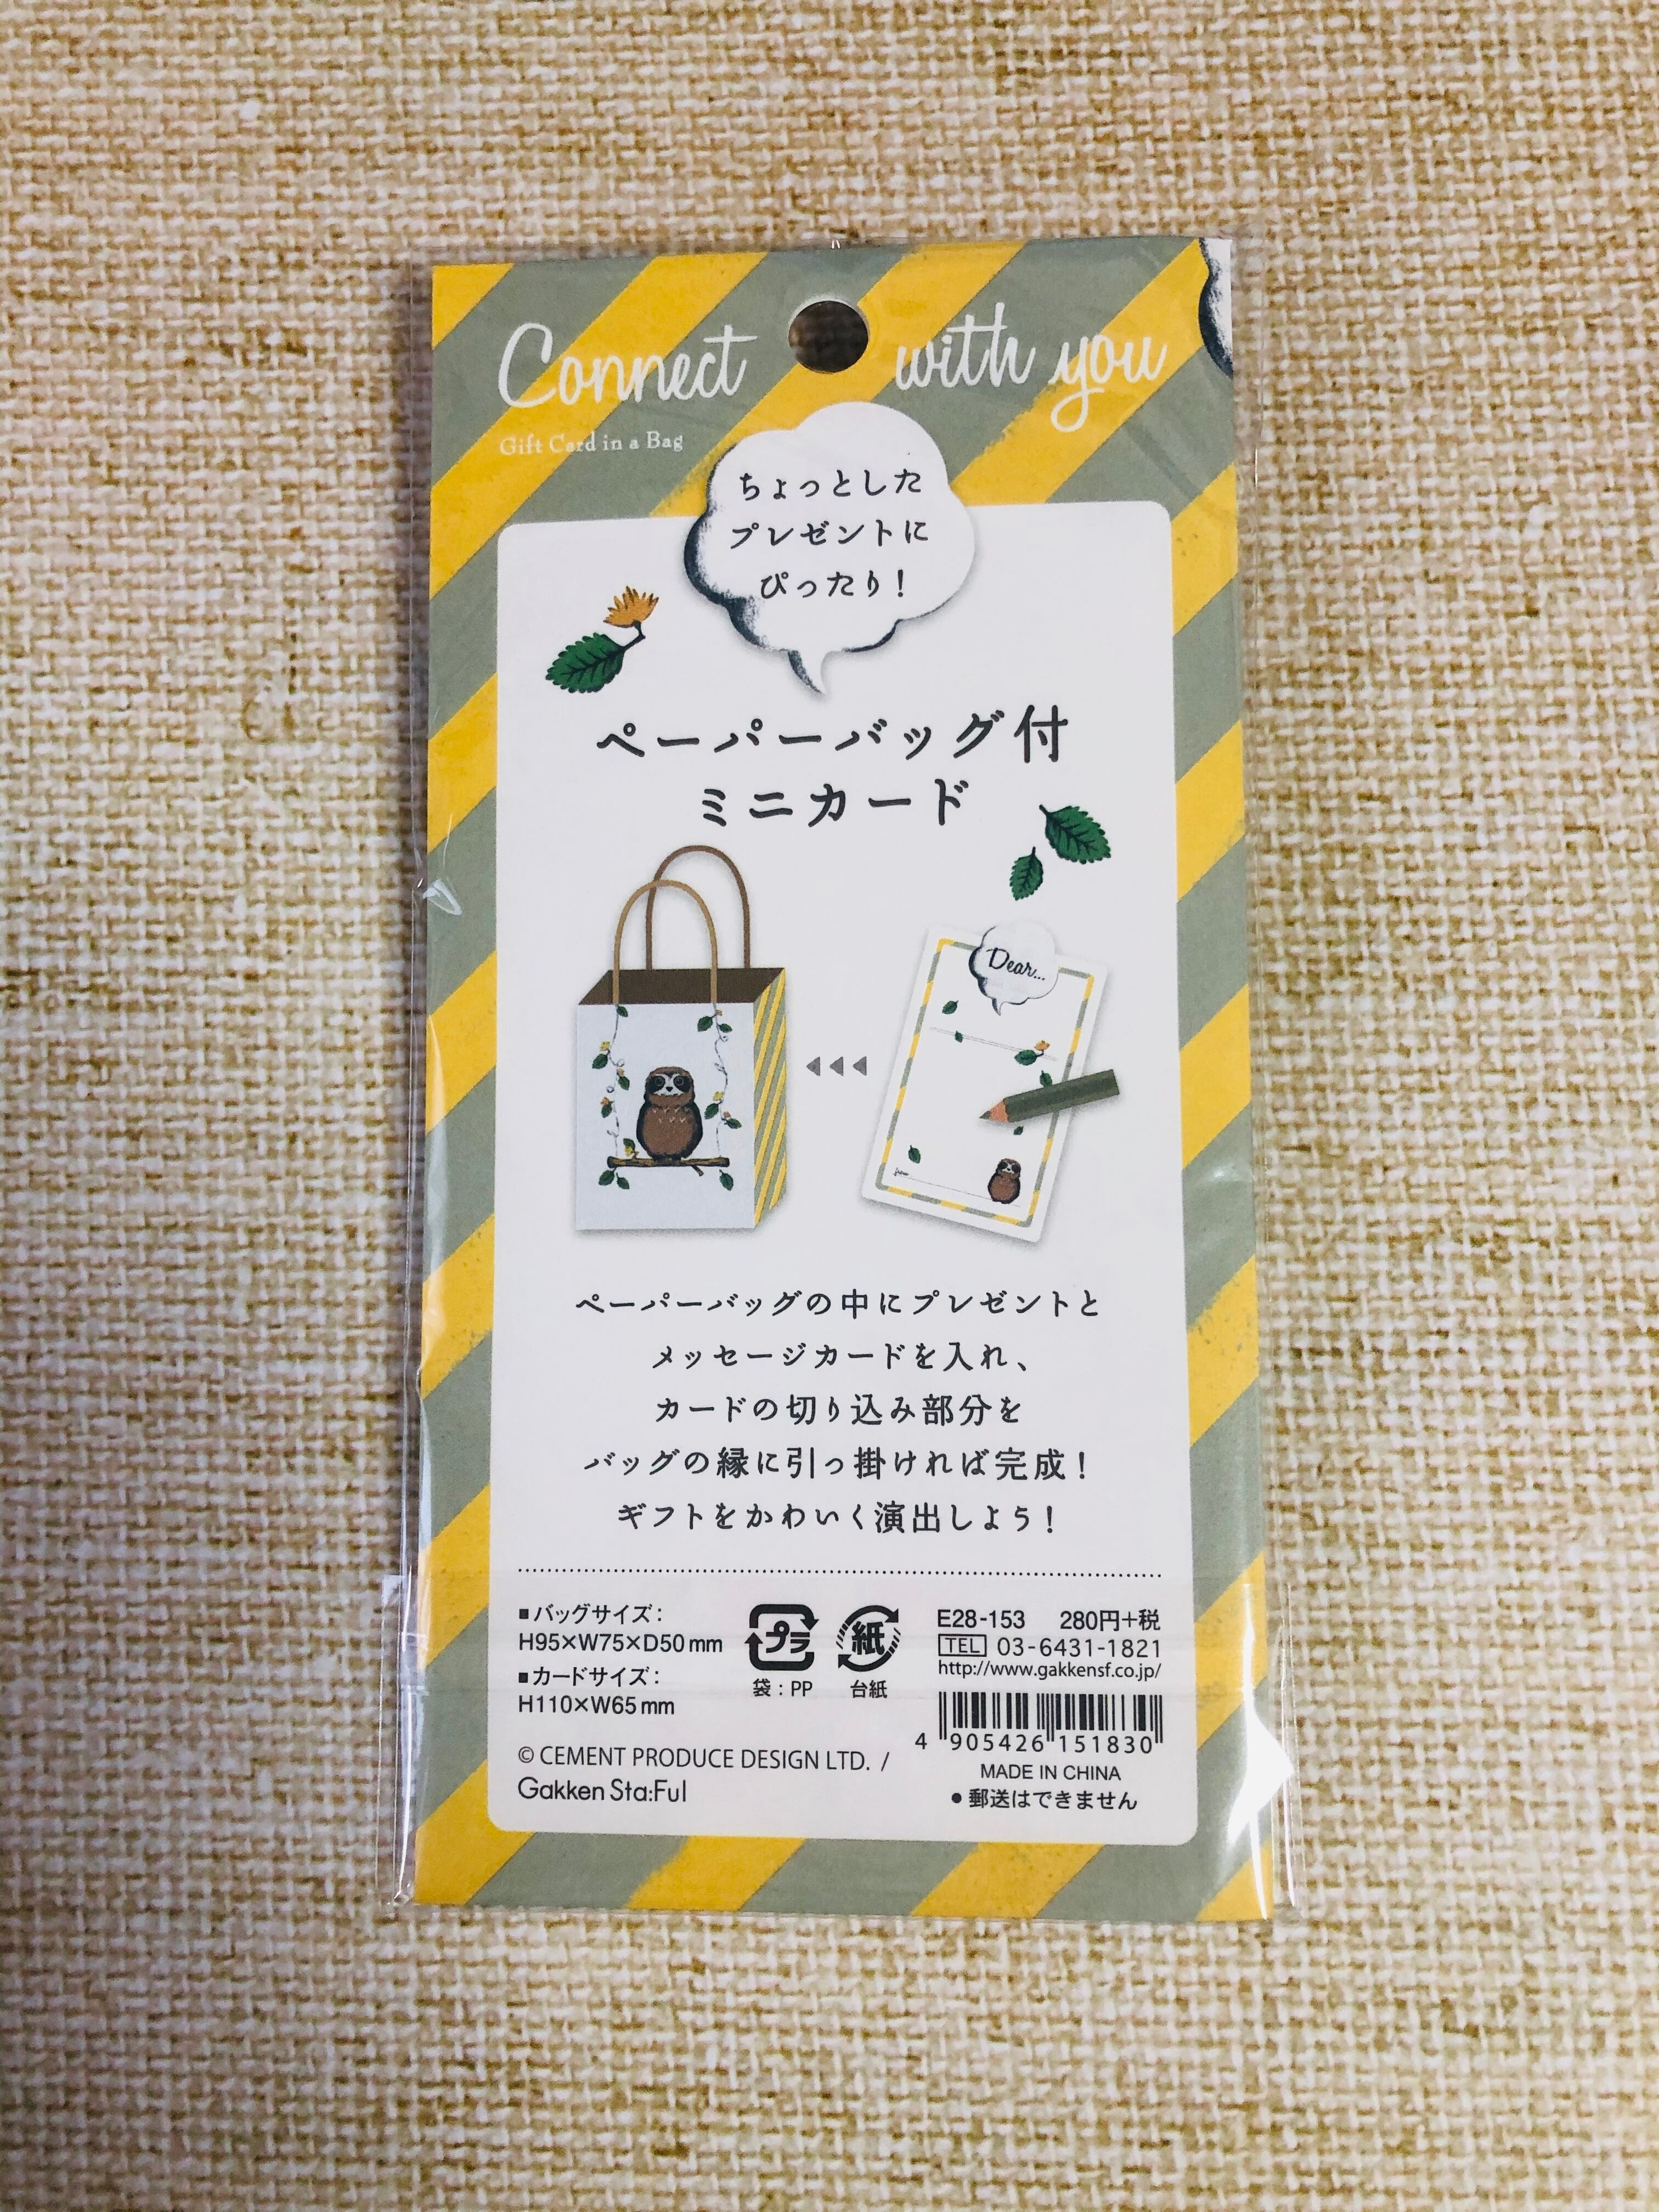 Connect with you
Gift Card in a Bag
ちょっとした
プレゼントに
ぴったり!
ペーパーバッグ付
ミニカード
Dear...
from
ペーパーバッグの中にプレゼントと
メッセージカードを入れ、
カードの切り込み部分を
バッグの縁に引っ掛ければ完成!
ギフトをかわいく演出しよう!
■バッグサイズ:
H95×W75×D50mm
■カードサイズ:
H110×W65mm
プラ
袋:PP
紙
台紙
E28-153 280円+税
TEL 03-6431-1821
http://www.gakkensf.co.jp/
4 905426 151830
MADE IN CHINA
●郵送はできません
© CEMENT PRODUCE DESIGN LTD. /
Gakken Sta:Ful